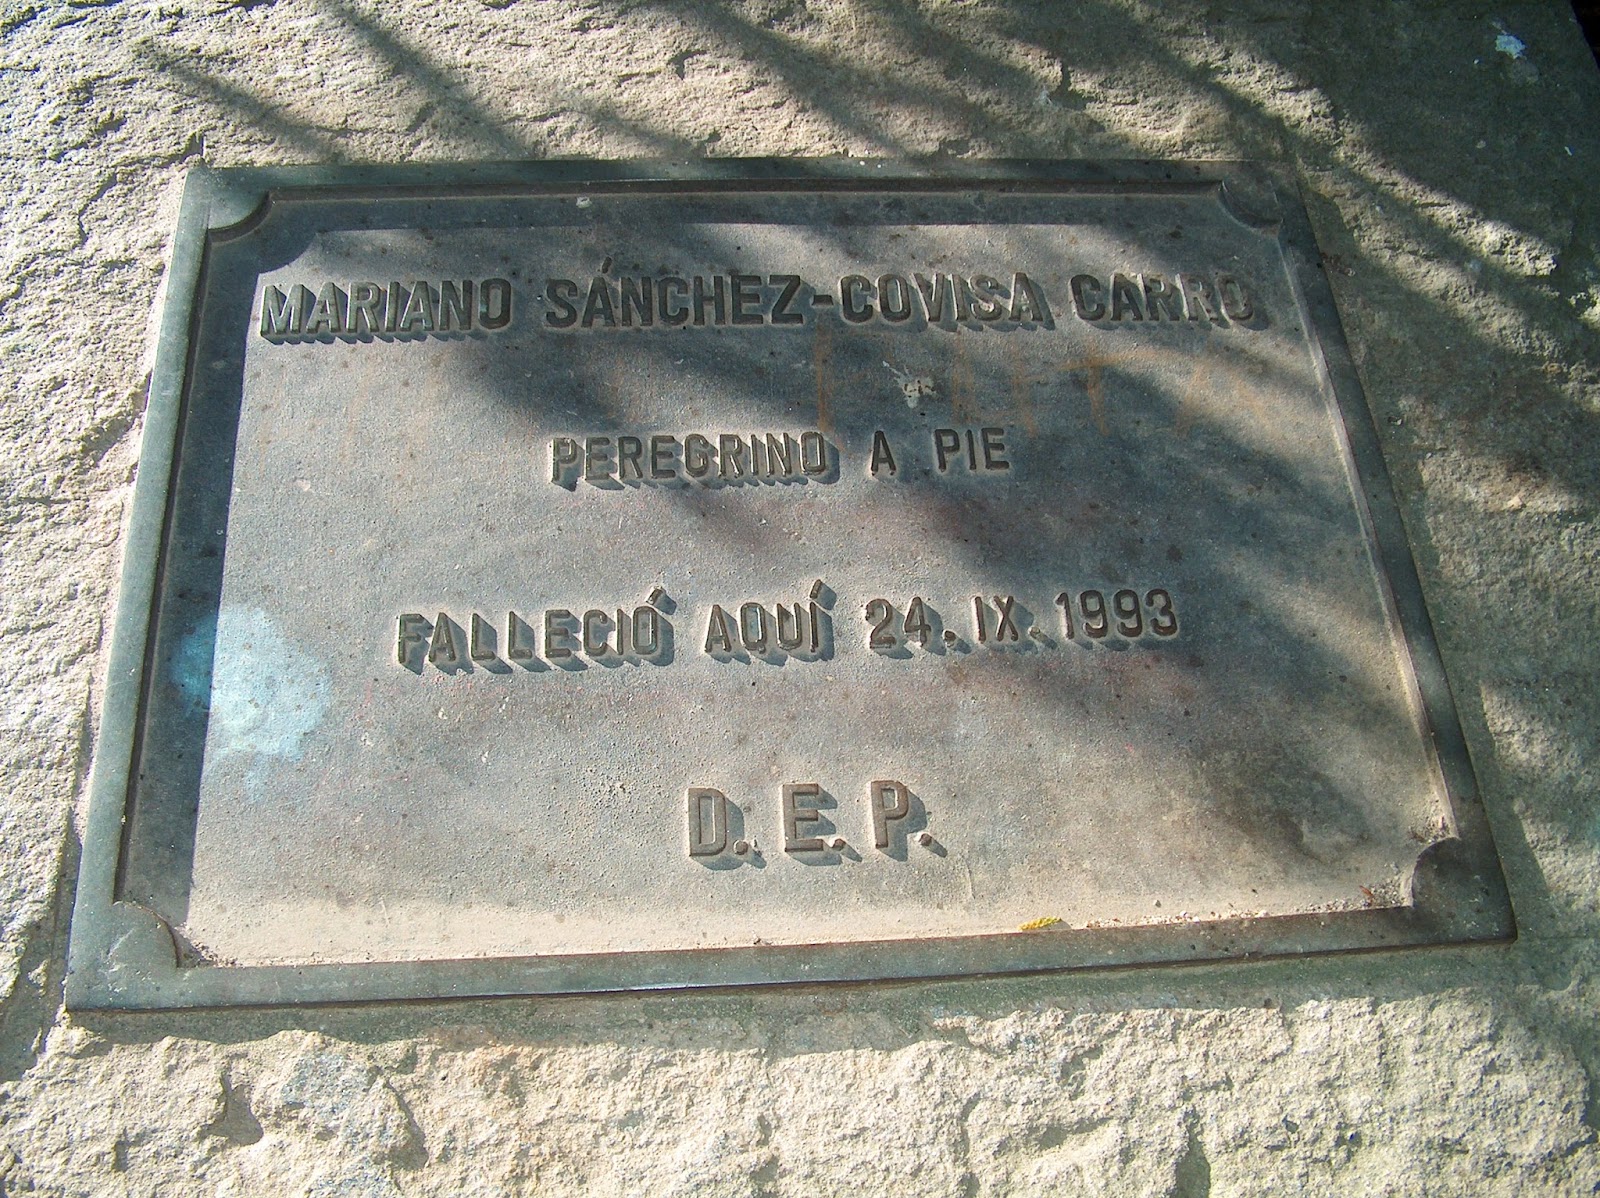 MARIANO SÁNCHEZ-COVISA CARRO
PEREGRINO A PIE
FALLECIÓ AQUÍ 24.IX.1993
D.E.P.